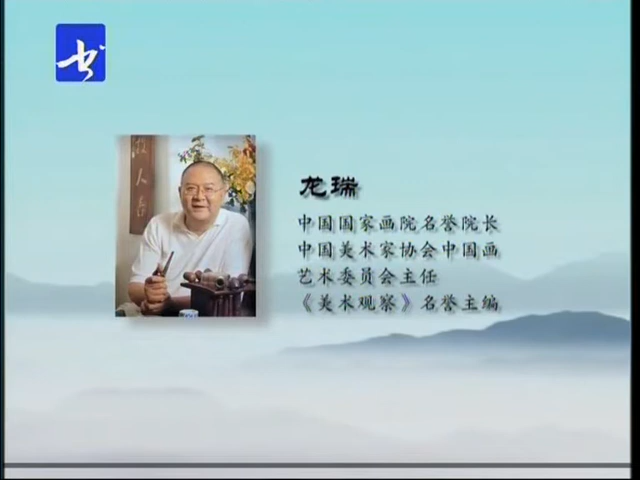 书
龙瑞
中国国家画院名誉院长
中国美术家协会中国画
艺术委员会主任
《美术观察》名誉主编